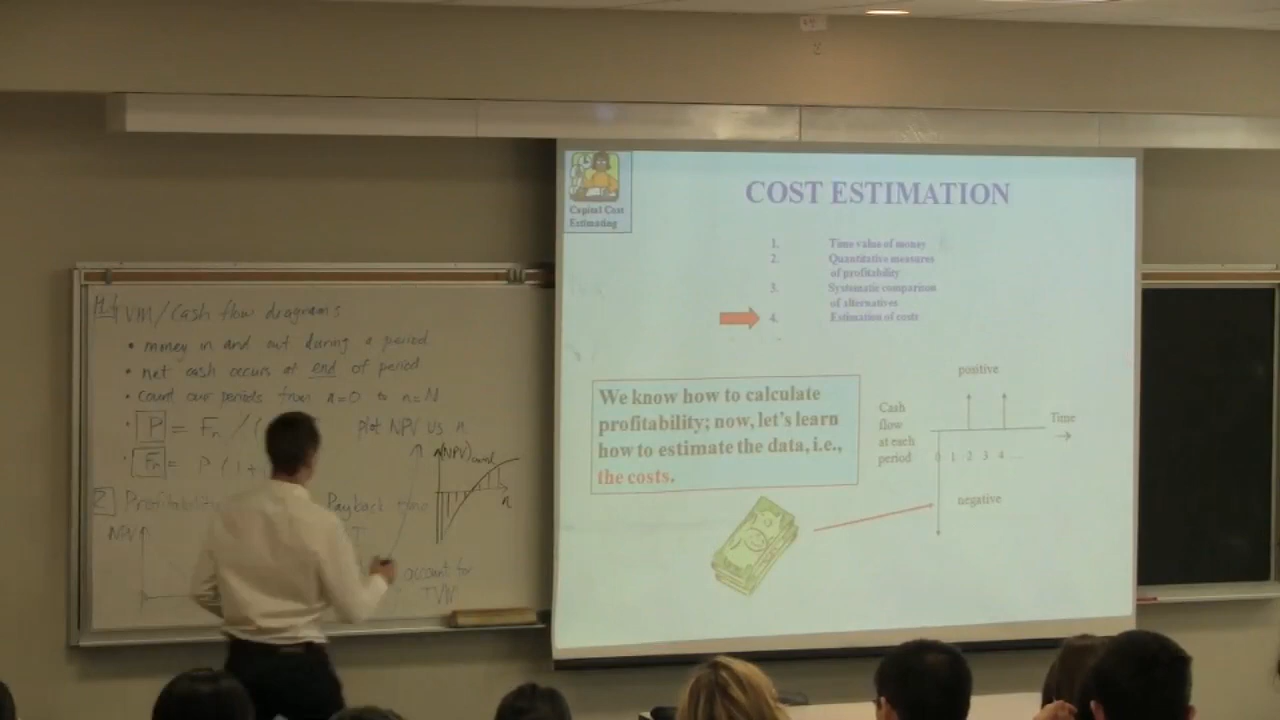 VM/Cash flow diagrams
• money in and out during a period
• net cash occurs at end of period
• count our periods from n=0 to n=N
• P = Fn / (
plot NPV vs n
• Fn = P (1+
(NPV)
n
2 Profitability
Payback time
NPV
account for
TVM
Capital Cost
Estimating
COST ESTIMATION
1. Time value of money
2. Quantitative measures
of profitability
3. Systematic comparison
of alternatives
4. Estimation of costs
We know how to calculate
profitability; now, let's learn
how to estimate the data, i.e.,
the costs.
positive
Cash
flow
at each
period
Time
0 1 2 3 4 ...
negative